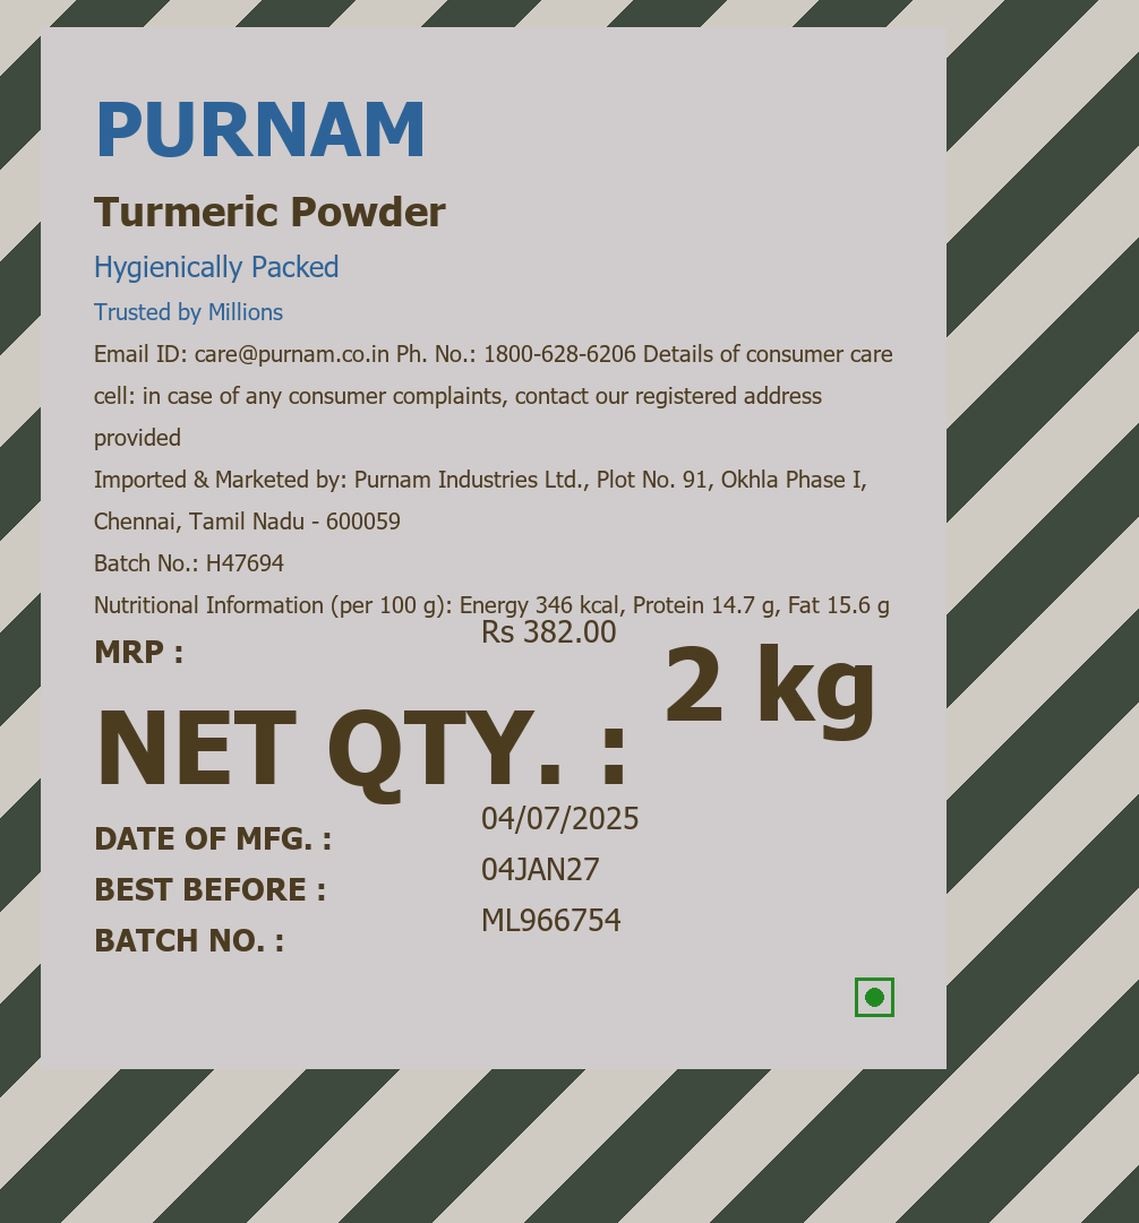 PURNAM
Turmeric Powder
Hygienically Packed
Trusted by Millions
Email ID: care@purnam.co.in Ph. No.: 1800-628-6206 Details of consumer care
cell: in case of any consumer complaints, contact our registered address
provided
Imported & Marketed by: Purnam Industries Ltd., Plot No. 91, Okhla Phase I,
Chennai, Tamil Nadu - 600059
Batch No.: H47694
Nutritional Information (per 100 g): Energy 346 kcal, Protein 14.7 g, Fat 15.6 g
MRP : Rs 382.00
NET QTY. : 2 kg
DATE OF MFG. : 04/07/2025
BEST BEFORE : 04JAN27
BATCH NO. : ML966754